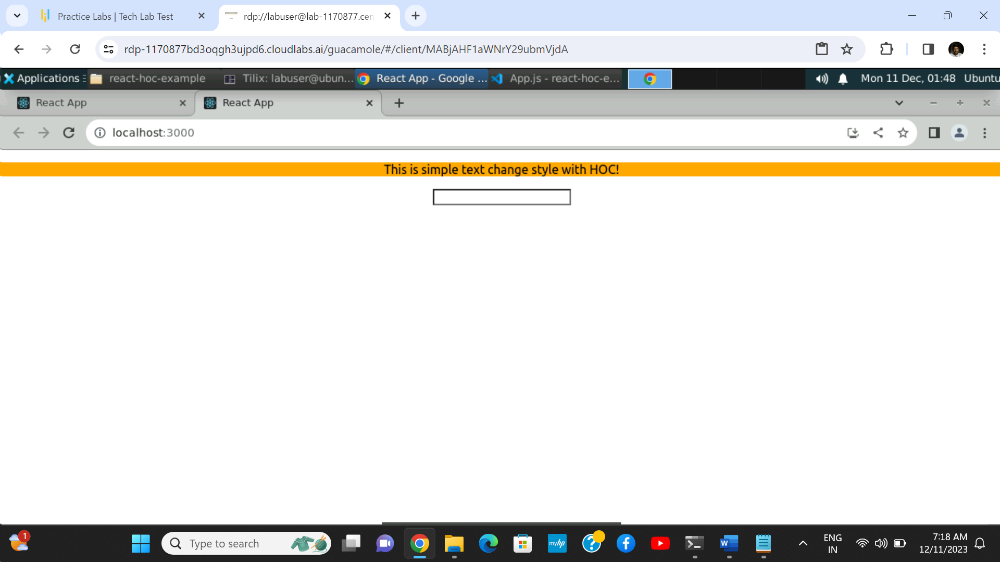 Practice Labs | Tech Lab Test
rdp://labuser@lab-1170877.cen
rdp-1170877bd3oqgh3ujpd6.cloudlabs.ai/guacamole/#/client/MABjAHF1aWNrY29ubmVjdA
Applications
react-hoc-example
Tilix: labuser@ubun...
React App - Google ...
App.js - react-hoc-e...
Mon 11 Dec, 01:48
Ubuntu
React App
React App
localhost:3000
This is simple text change style with HOC!
1
Type to search
myhp
W
ENG
IN
7:18 AM
12/11/2023